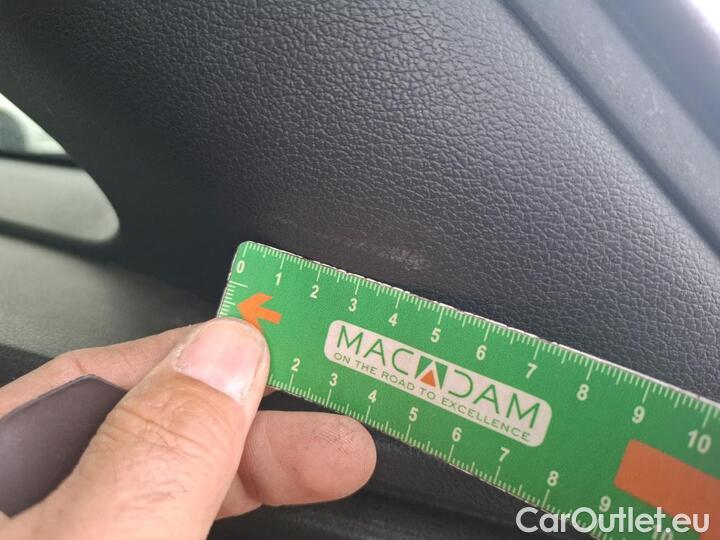 0 1 2 3 4 5 6 7 8 9 10
MACADAM
ON THE ROAD TO EXCELLENCE
2 3 4 5 6 7 8 9 10
CarOutlet.eu